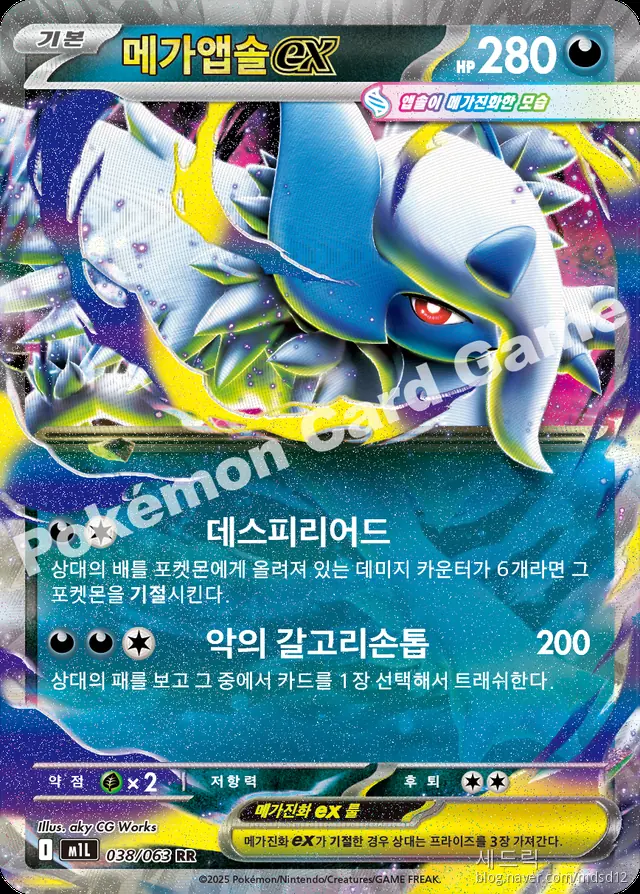 기본
메가앱솔ex
HP 280
앱솔이 메가진화한 모습
Pokémon Card Game
데스피리어드
상대의 배틀 포켓몬에게 올려져 있는 데미지 카운터가 6개라면 그
포켓몬을 기절시킨다.
악의 갈고리손톱 200
상대의 패를 보고 그 중에서 카드를 1장 선택해서 트래쉬한다.
약점 ×2 저항력 후퇴
메가진화 ex 룰
메가진화 ex가 기절한 경우 상대는 프라이즈를 3장 가져간다.
Illus. aky CG Works
I M1L 038/063 RR
©2025 Pokémon/Nintendo/Creatures/GAME FREAK.
세드릭
blog.naver.com/mdsd12